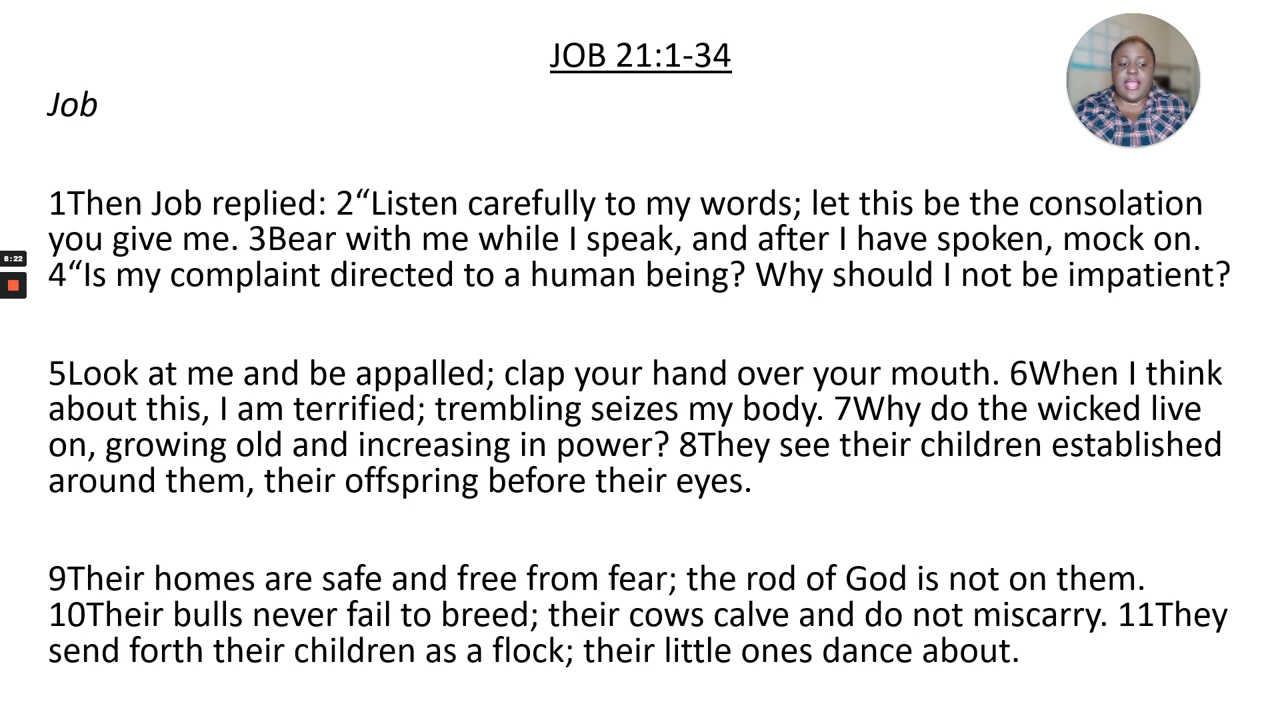 JOB 21:1-34
Job
1Then Job replied: 2“Listen carefully to my words; let this be the consolation
you give me. 3Bear with me while I speak, and after I have spoken, mock on.
8:22
4“Is my complaint directed to a human being? Why should I not be impatient?
5Look at me and be appalled; clap your hand over your mouth. 6When I think
about this, I am terrified; trembling seizes my body. 7Why do the wicked live
on, growing old and increasing in power? 8They see their children established
around them, their offspring before their eyes.
9Their homes are safe and free from fear; the rod of God is not on them.
10Their bulls never fail to breed; their cows calve and do not miscarry. 11They
send forth their children as a flock; their little ones dance about.